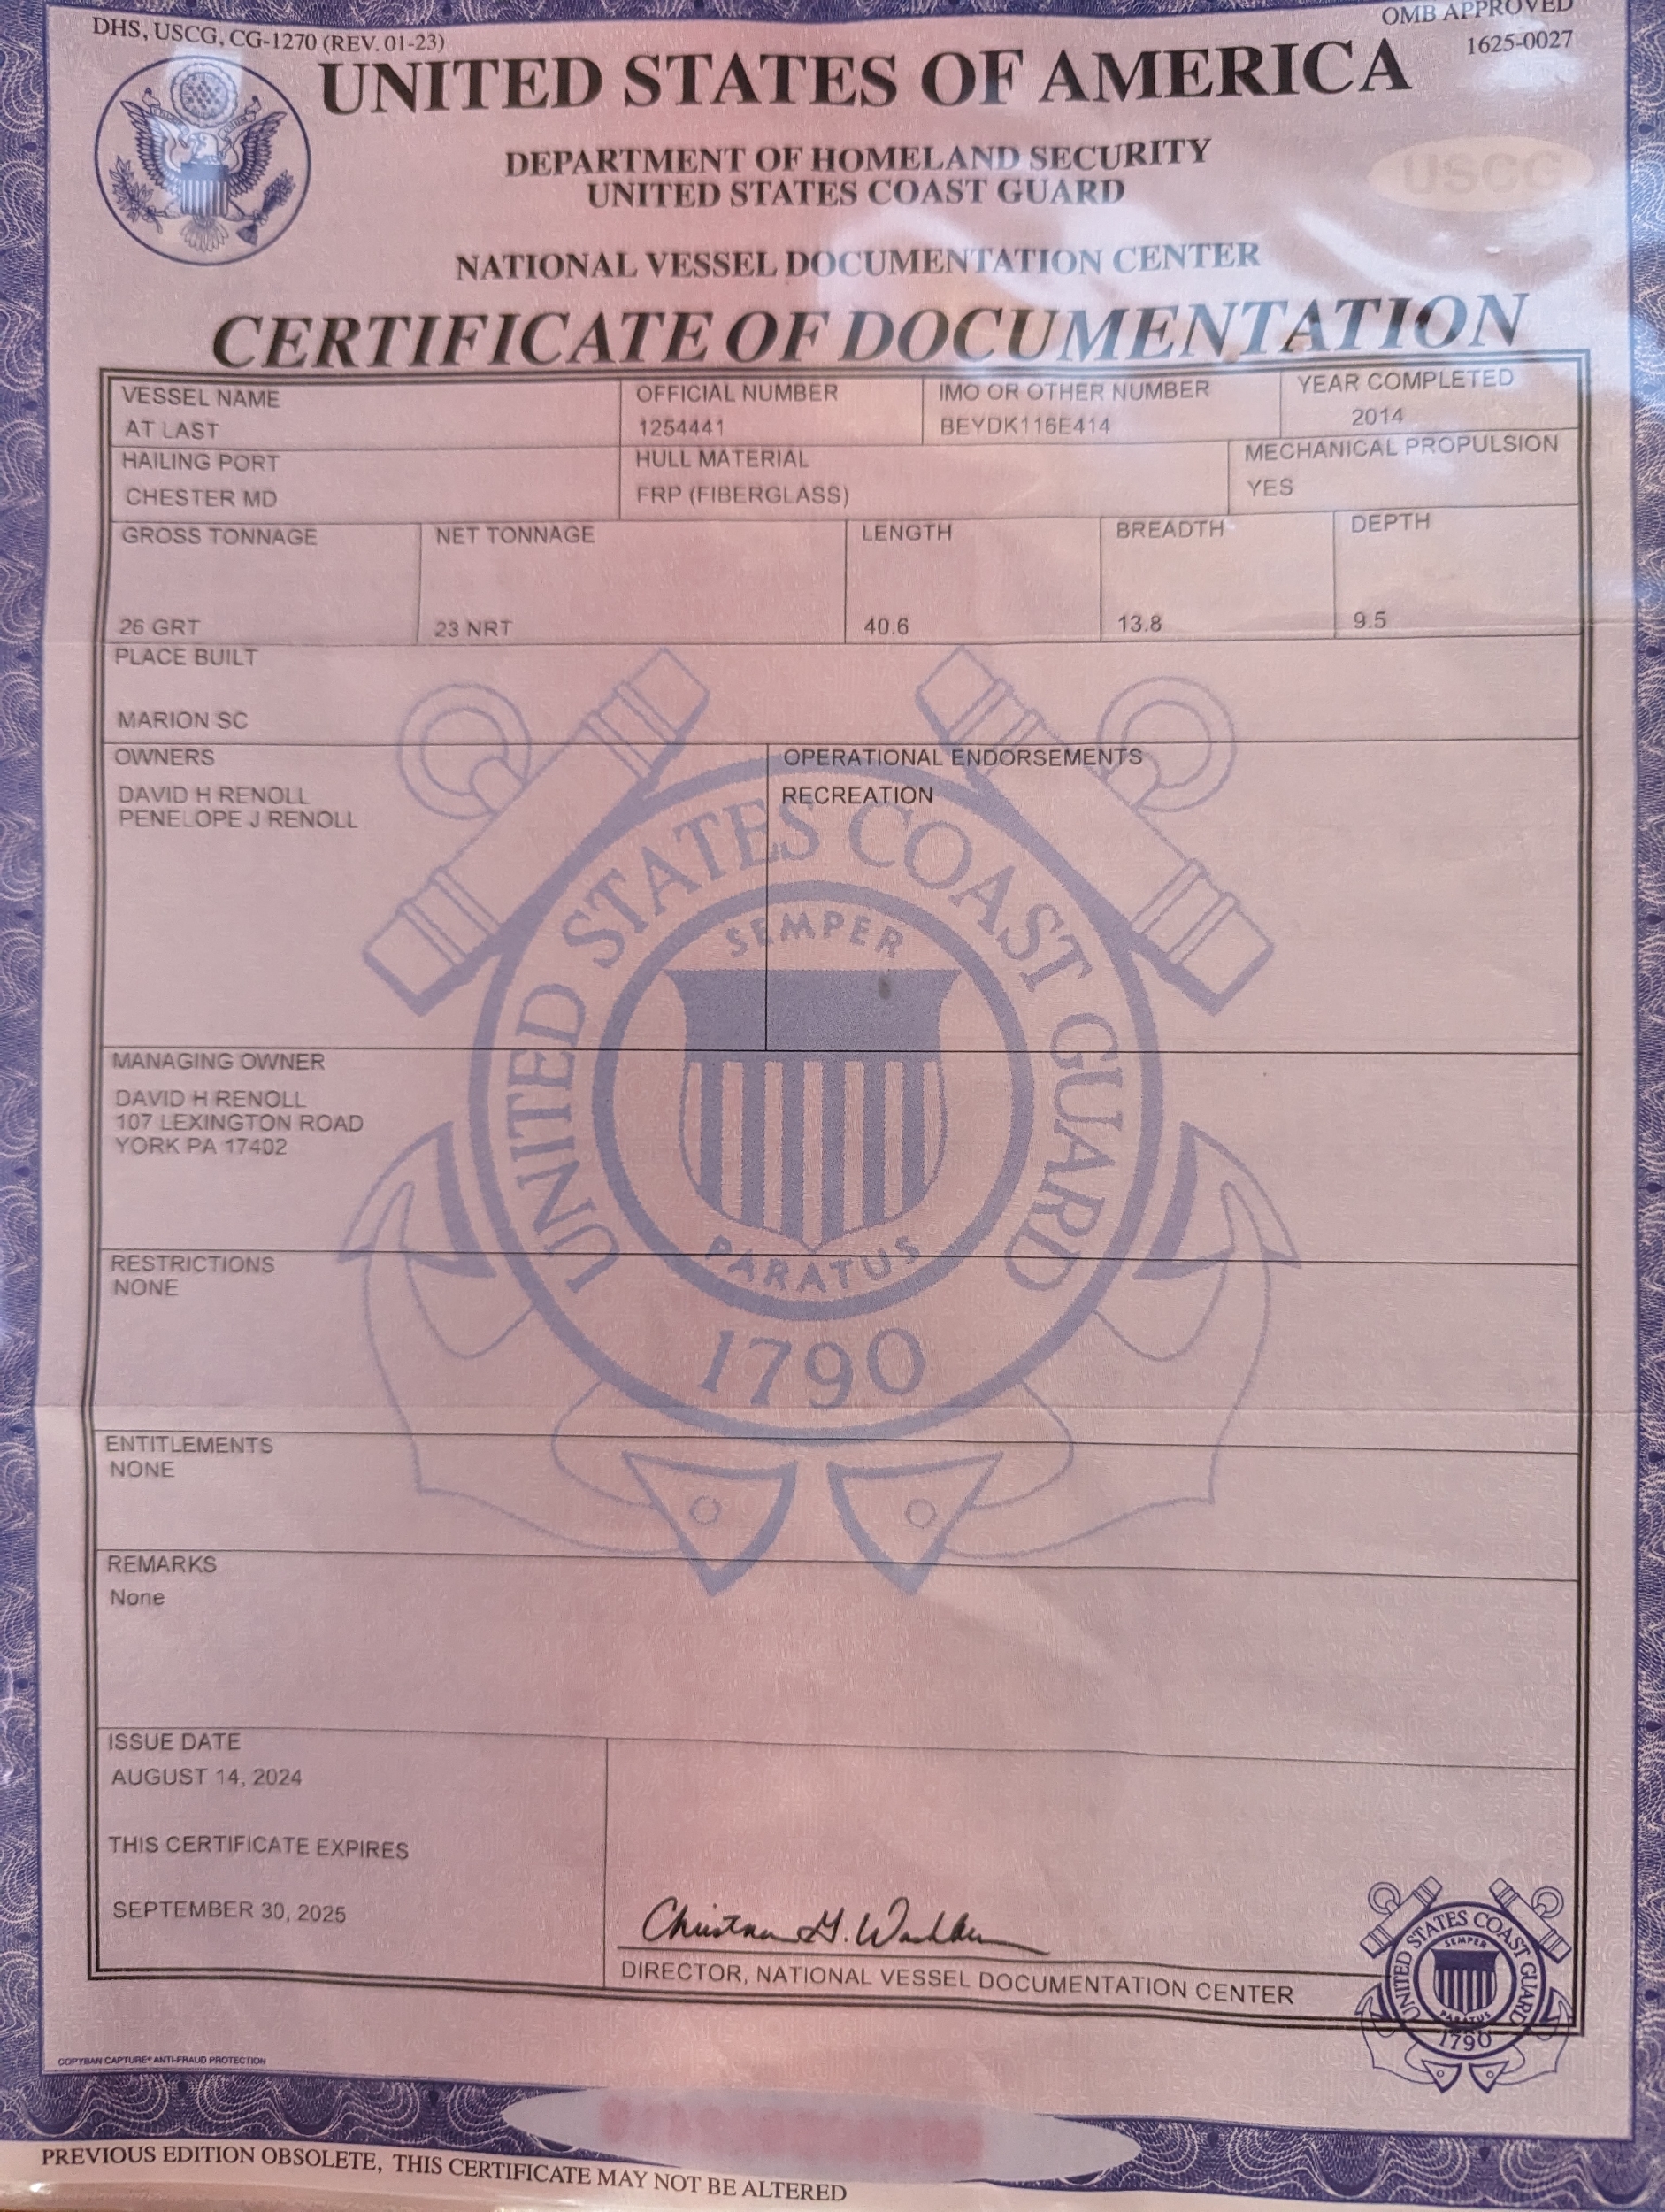 DHS, USCG, CG-1270 (REV. 01-23)
OMB APPROVED
1625-0027
UNITED STATES OF AMERICA
DEPARTMENT OF HOMELAND SECURITY
UNITED STATES COAST GUARD
USCG
NATIONAL VESSEL DOCUMENTATION CENTER
CERTIFICATE OF DOCUMENTATION
VESSEL NAME
AT LAST
OFFICIAL NUMBER
1254441
IMO OR OTHER NUMBER
BEYDK116E414
YEAR COMPLETED
2014
HAILING PORT
CHESTER MD
HULL MATERIAL
FRP (FIBERGLASS)
MECHANICAL PROPULSION
YES
GROSS TONNAGE
26 GRT
NET TONNAGE
23 NRT
LENGTH
40.6
BREADTH
13.8
DEPTH
9.5
PLACE BUILT
MARION SC
OWNERS
DAVID H RENOLL
PENELOPE J RENOLL
OPERATIONAL ENDORSEMENTS
RECREATION
UNITED STATES COAST GUARD
SEMPER
PARATUS
1790
MANAGING OWNER
DAVID H RENOLL
107 LEXINGTON ROAD
YORK PA 17402
RESTRICTIONS
NONE
ENTITLEMENTS
NONE
REMARKS
None
ISSUE DATE
AUGUST 14, 2024
THIS CERTIFICATE EXPIRES
SEPTEMBER 30, 2025
DIRECTOR, NATIONAL VESSEL DOCUMENTATION CENTER
UNITED STATES COAST GUARD
SEMPER
PARATUS
1790
COPYBAN CAPTURE® ANTI-FRAUD PROTECTION
PREVIOUS EDITION OBSOLETE, THIS CERTIFICATE MAY NOT BE ALTERED